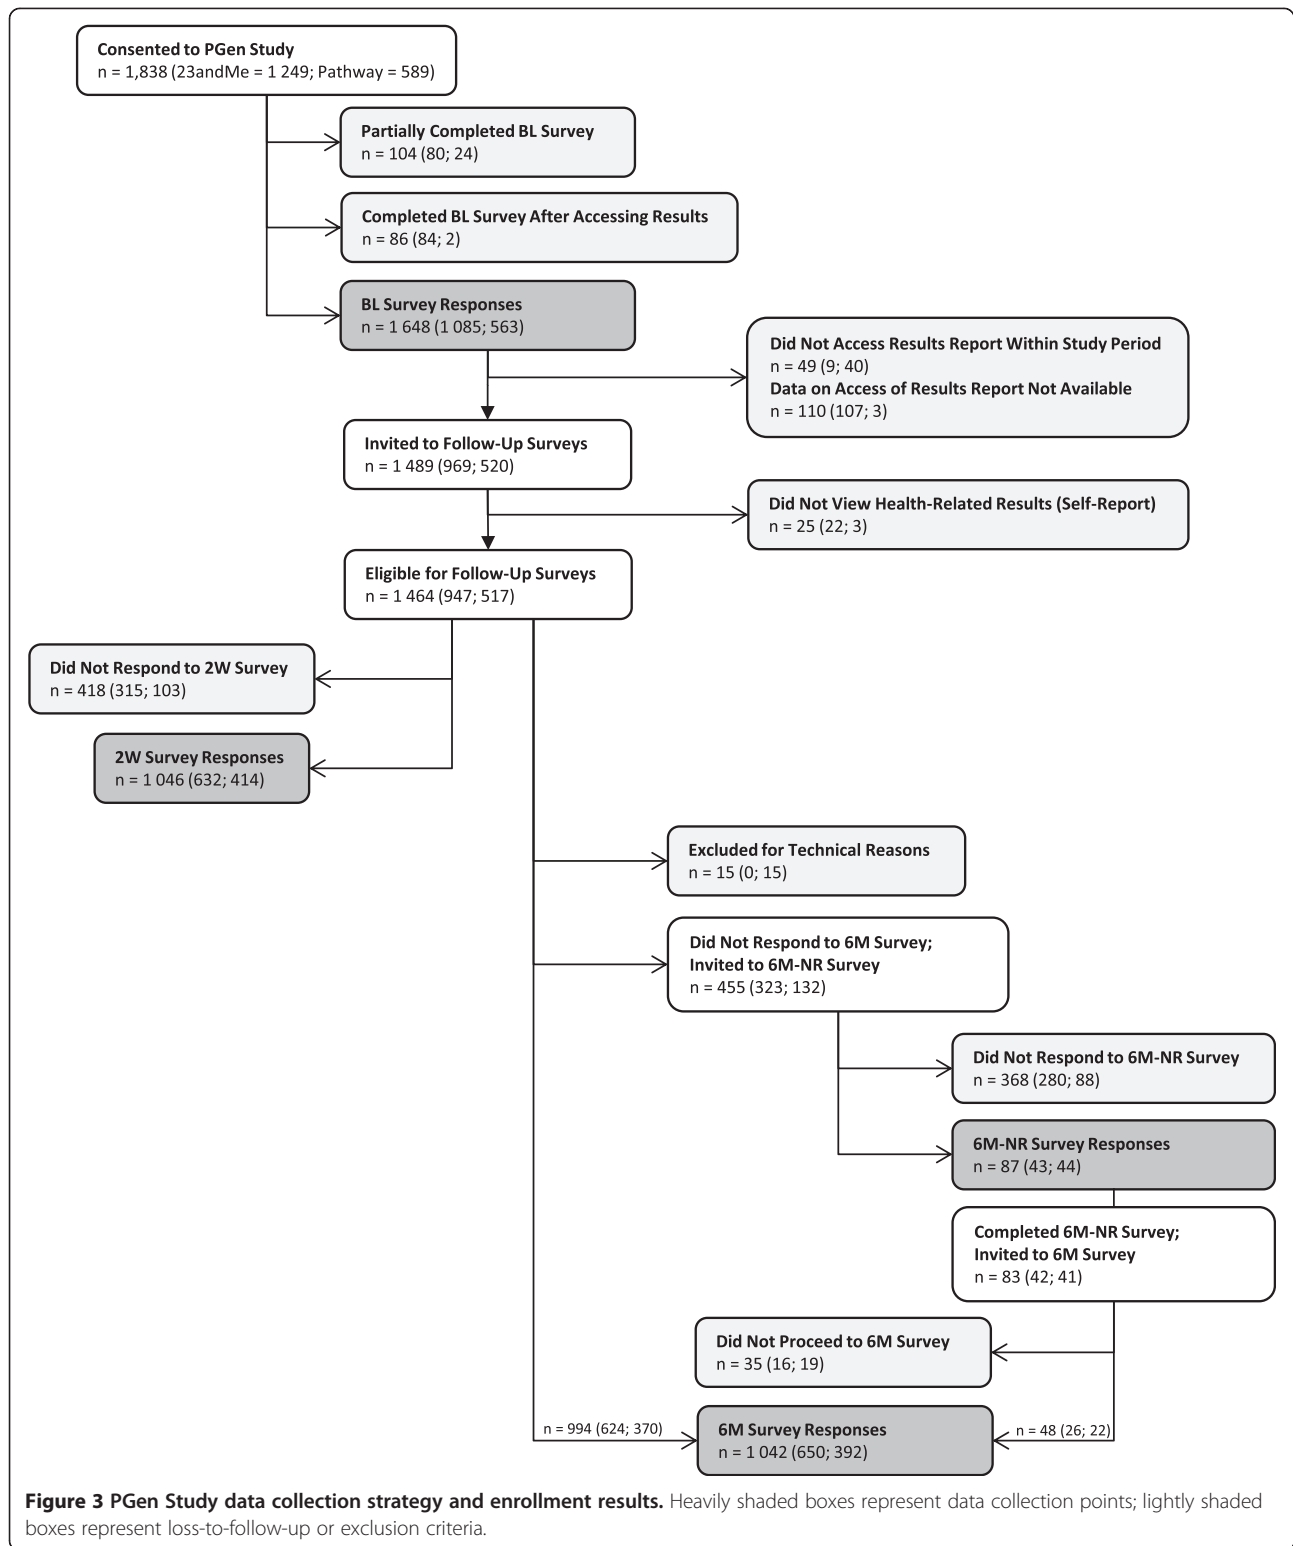 Consented to PGen Study
n = 1,838 (23andMe = 1 249; Pathway = 589)
Partially Completed BL Survey
n = 104 (80; 24)
Completed BL Survey After Accessing Results
n = 86 (84; 2)
BL Survey Responses
n = 1 648 (1 085; 563)
Did Not Access Results Report Within Study Period
n = 49 (9; 40)
Data on Access of Results Report Not Available
n = 110 (107; 3)
Invited to Follow-Up Surveys
n = 1 489 (969; 520)
Did Not View Health-Related Results (Self-Report)
n = 25 (22; 3)
Eligible for Follow-Up Surveys
n = 1 464 (947; 517)
Did Not Respond to 2W Survey
n = 418 (315; 103)
2W Survey Responses
n = 1 046 (632; 414)
Excluded for Technical Reasons
n = 15 (0; 15)
Did Not Respond to 6M Survey;
Invited to 6M-NR Survey
n = 455 (323; 132)
Did Not Respond to 6M-NR Survey
n = 368 (280; 88)
6M-NR Survey Responses
n = 87 (43; 44)
Completed 6M-NR Survey;
Invited to 6M Survey
n = 83 (42; 41)
Did Not Proceed to 6M Survey
n = 35 (16; 19)
n = 994 (624; 370)
6M Survey Responses
n = 1 042 (650; 392)
n = 48 (26; 22)
Figure 3 PGen Study data collection strategy and enrollment results. Heavily shaded boxes represent data collection points; lightly shaded
boxes represent loss-to-follow-up or exclusion criteria.